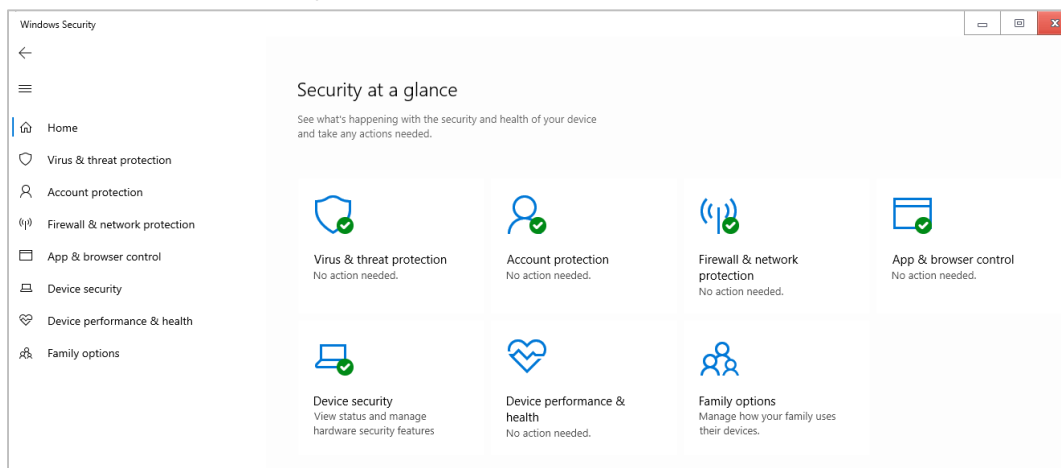 Windows Security
Home
Virus & threat protection
Account protection
Firewall & network protection
App & browser control
Device security
Device performance & health
Family options
Security at a glance
See what's happening with the security and health of your device
and take any actions needed.
Virus & threat protection
No action needed.
Account protection
No action needed.
Firewall & network
protection
No action needed.
App & browser control
No action needed.
Device security
View status and manage
hardware security features
Device performance &
health
No action needed.
Family options
Manage how your family uses
their devices.